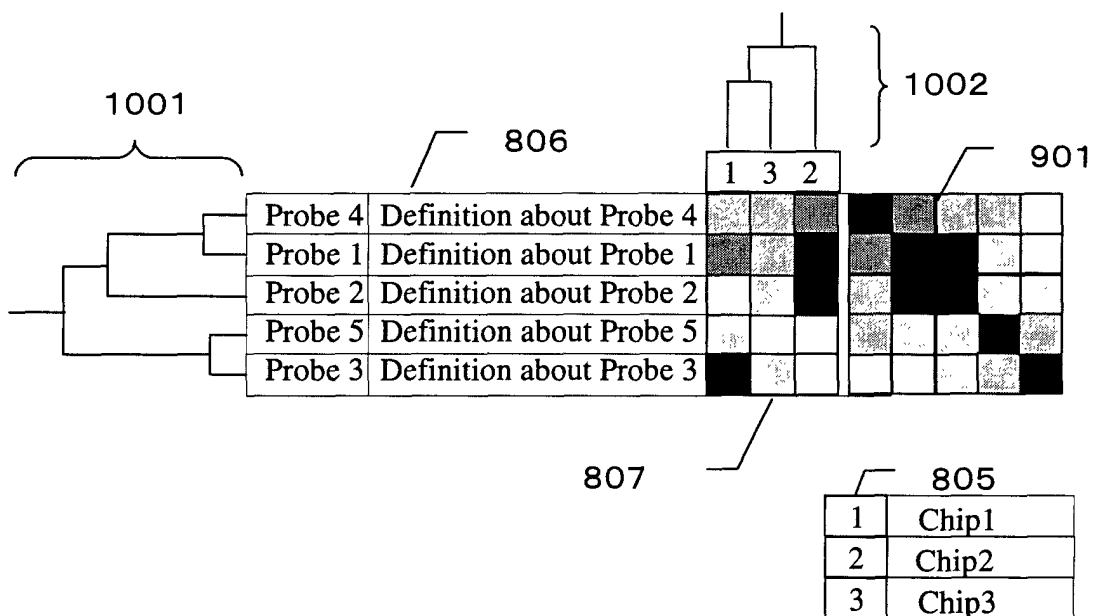 1002
1001
806
901
1 3 2
Probe 4 Definition about Probe 4
Probe 1 Definition about Probe 1
Probe 2 Definition about Probe 2
Probe 5 Definition about Probe 5
Probe 3 Definition about Probe 3
807
805
1 Chip1
2 Chip2
3 Chip3